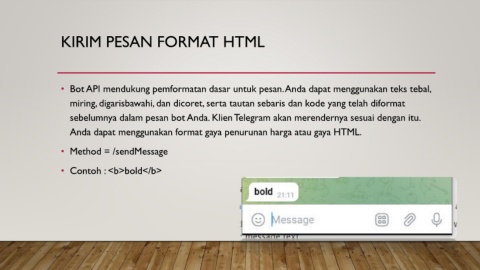 KIRIM PESAN FORMAT HTML
• Bot API mendukung pemformatan dasar untuk pesan. Anda dapat menggunakan teks tebal,
miring, digarisbawahi, dan dicoret, serta tautan sebaris dan kode yang telah diformat
sebelumnya dalam pesan bot Anda. Klien Telegram akan merendernya sesuai dengan itu.
Anda dapat menggunakan format gaya penurunan harga atau gaya HTML.
• Method = /sendMessage
• Contoh : <b>bold</b>
bold 21:11
Message
message text